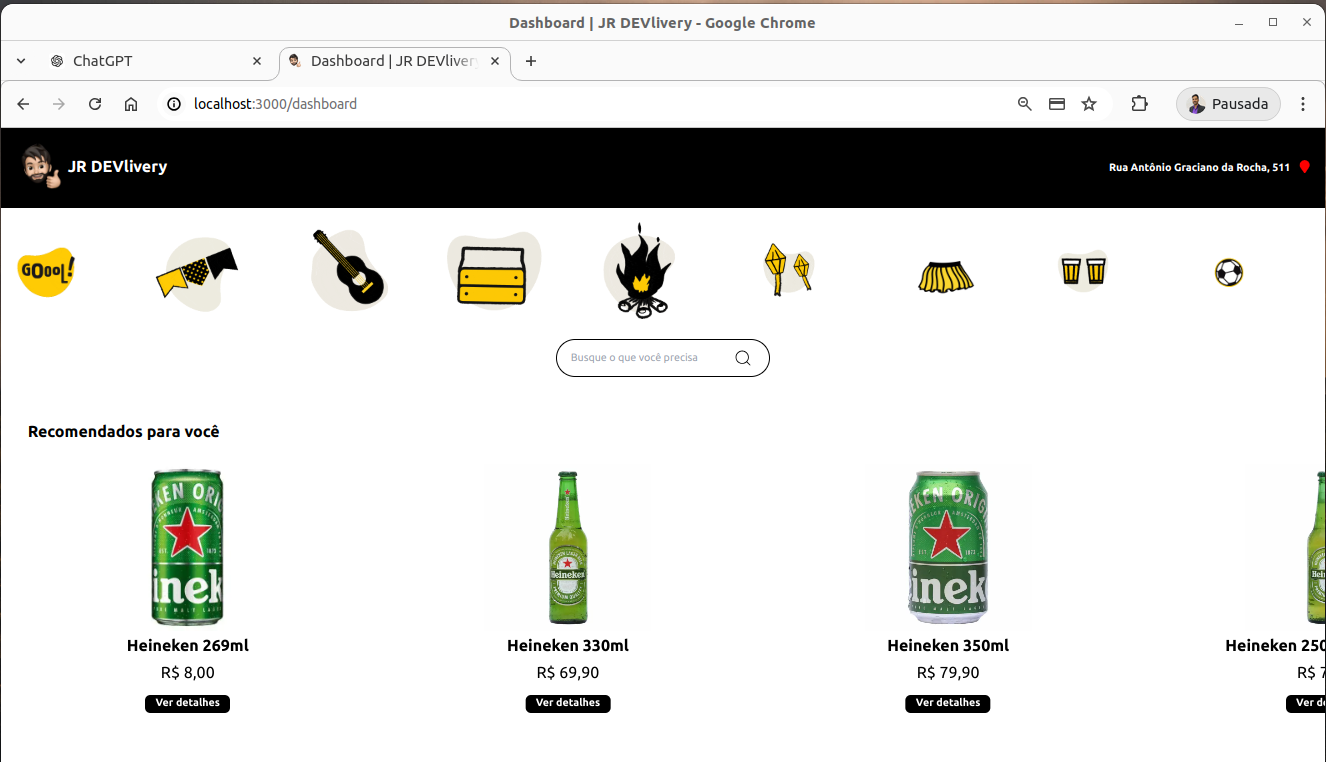 Dashboard | JR DEVlivery - Google Chrome
ChatGPT
Dashboard | JR DEVliver
localhost:3000/dashboard
Pausada
JR DEVlivery
Rua Antônio Graciano da Rocha, 511
GOooL!
Busque o que você precisa
Recomendados para você
Heineken
Heineken 269ml
Heineken 330ml
Heineken 350ml
Heineken 250
R$ 8,00
R$ 69,90
R$ 79,90
R$ 7
Ver detalhes
Ver detalhes
Ver detalhes
Ver d